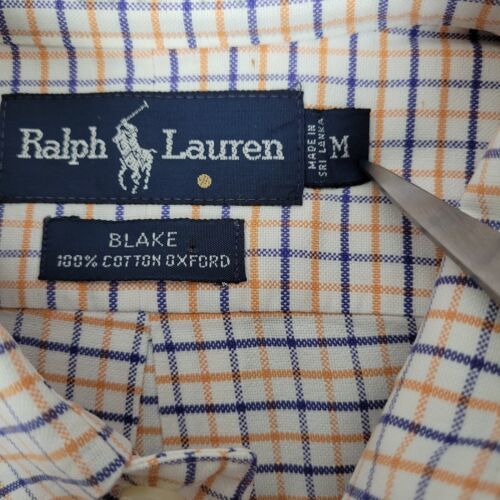 Ralph Lauren
MADE IN
SRI LANKA
M
BLAKE
100% COTTON OXFORD